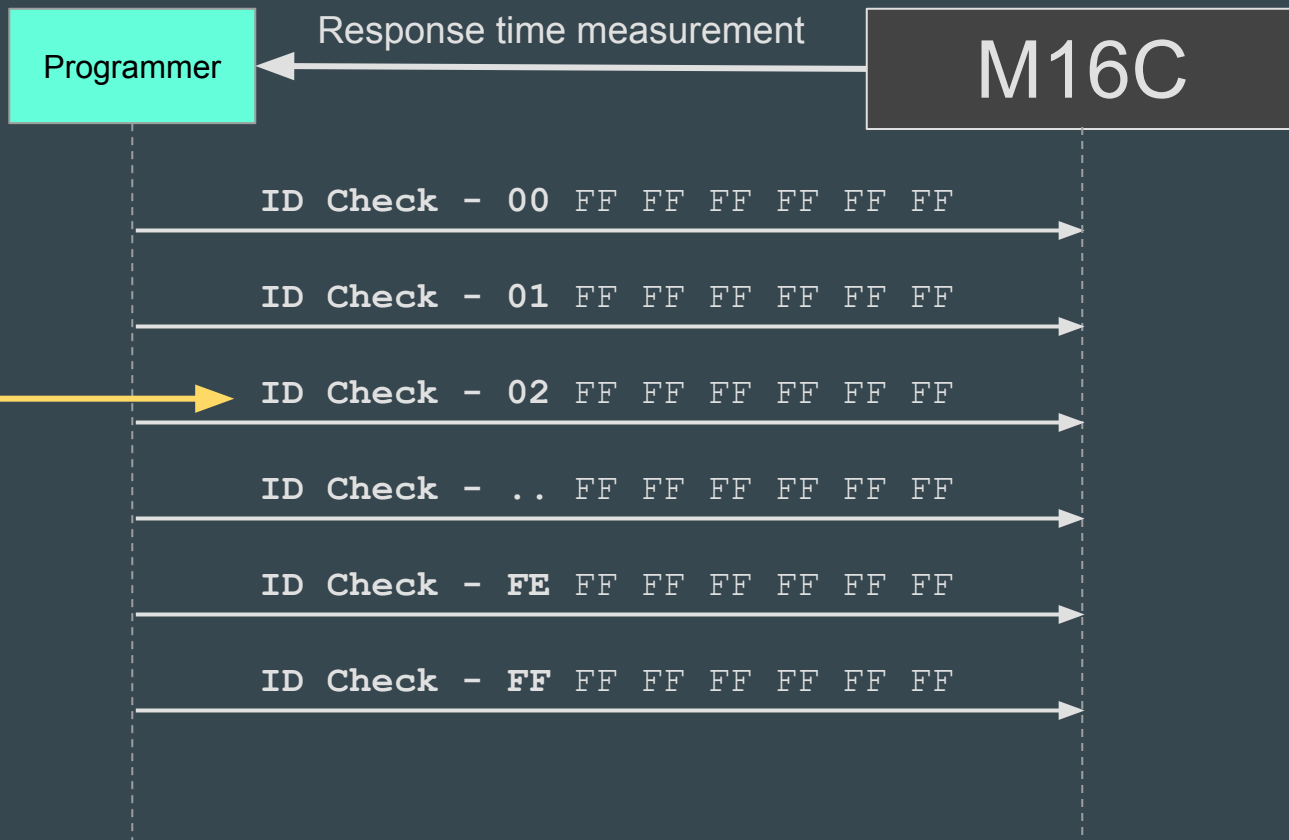 Response time measurement
Programmer
M16C
ID Check - 00 FF FF FF FF FF FF
ID Check - 01 FF FF FF FF FF FF
ID Check - 02 FF FF FF FF FF FF
ID Check - .. FF FF FF FF FF FF
ID Check - FE FF FF FF FF FF FF
ID Check - FF FF FF FF FF FF FF